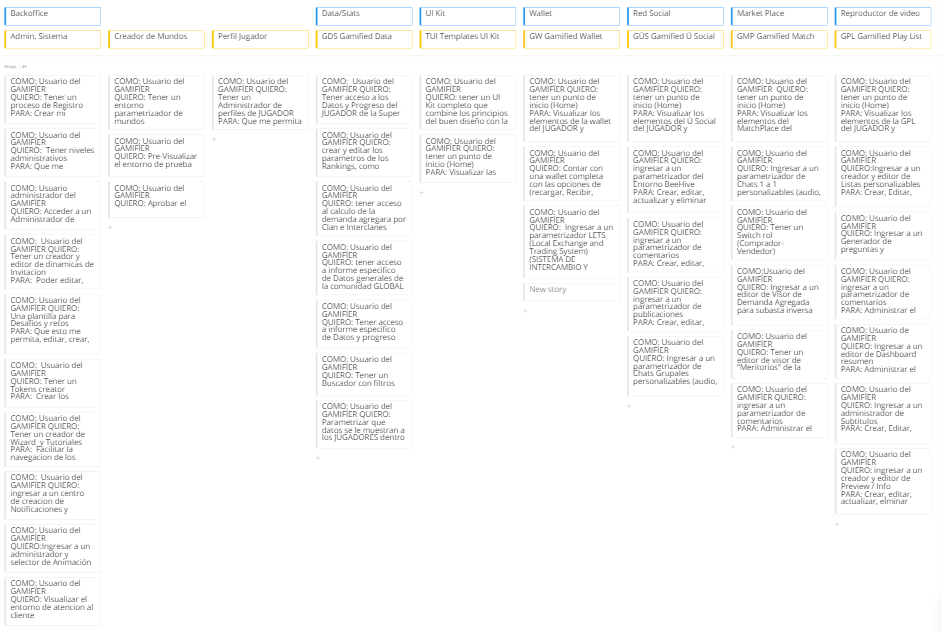 Backoffice
Data/Stats
UI Kit
Wallet
Red Social
Market Place
Reproductor de video
Admin. Sistema
Creador de Mundos
Perfil Jugador
GDS Gamified Data
TUI Templates UI Kit
GW Gamified Wallet
GÜS Gamified Ü Social
GMP Gamified Match
GPL Gamified Play List
COMO: Usuario del
GAMIFIER
QUIERO: Tener un
proceso de Registro
PARA: Crear mi
COMO: Usuario del
GAMIFIER
QUIERO: Tener niveles
administrativos
PARA: Que me
COMO: Usuario
administrador del
GAMIFIER
QUIERO: Acceder a un
Administrador de
COMO: Usuario del
GAMIFIER QUIERO:
Tener un creador y
editor de dinamicas de
Invitacion
PARA: Poder editar,
COMO: Usuario del
GAMIFIER QUIERO:
Una plantilla para
Desafios y retos
PARA: Que esto me
permita, editar, crear,
COMO: Usuario del
GAMIFIER
QUIERO: Tener un
Tokens creator
PARA: Crear los
COMO: Usuario del
GAMIFIER QUIERO:
Tener un creador de
Wizard y Tutoriales
PARA: Facilitar la
navegacion de los
COMO: Usuario del
GAMIFIER QUIERO:
ingresar a un centro
de creacion de
Notificaciones y
COMO: Usuario del
GAMIFIER
QUIERO:Ingresar a un
administrador y
selector de Animación
COMO: Usuario del
GAMIFIER
QUIERO: Visualizar el
entorno de atencion al
cliente
COMO: Usuario del
GAMIFIER
QUIERO: Tener un
entorno
parametrizador de
mundos
COMO: Usuario del
GAMIFIER
QUIERO: Pre-Visualizar
el entorno de prueba
COMO: Usuario del
GAMIFIER
QUIERO: Aprobar el
COMO: Usuario del
GAMIFIER QUIERO:
Tener un
Administrador de
perfiles de JUGADOR
PARA: Que me permita
COMO: Usuario del
GAMIFIER QUIERO:
Tener acceso a los
Datos y Progreso del
JUGADOR de la Super
COMO: Usuario del
GAMIFIER QUIERO:
crear y editar los
parametros de los
Rankings, como
COMO: Usuario del
GAMIFIER QUIERO:
tener acceso
al calculo de la
demanda agregara por
Clan e Interclanes
COMO: Usuario del
GAMIFIER
QUIERO: tener acceso
a informe especifico
de Datos generales de
la comunidad GLOBAL
COMO: Usuario del
GAMIFIER
QUIERO: Tener acceso
a informe especifico
de Datos y progreso
COMO: Usuario del
GAMIFIER
QUIERO: Tener un
Buscador con filtros
COMO: Usuario del
GAMIFIER QUIERO:
Parametrizar que
datos se le muestran a
los JUGADORES dentro
COMO: Usuario del
GAMIFIER
QUIERO: tener un UI
Kit completo que
combine los principios
del buen diseño con la
COMO: Usuario del
GAMIFIER QUIERO:
tener un punto de
inicio (Home)
PARA: Visualizar las
COMO: Usuario del
GAMIFIER QUIERO:
tener un punto de
inicio (Home)
PARA: Visualizar los
elementos de la wallet
del JUGADOR y
COMO: Usuario del
GAMIFIER
QUIERO: Contar con
una wallet completa
con las opciones de
(recargar, Recibir,
COMO: Usuario del
GAMIFIER
QUIERO: Ingresar a un
parametrizador LETS
(Local Exchange and
Trading System)
(SISTEMA DE
INTERCAMBIO Y
New story
COMO: Usuario del
GAMIFIER QUIERO:
tener un punto de
inicio (Home)
PARA: Visualizar los
elementos del Ü Social
del JUGADOR y
COMO: Usuario del
GAMIFIER QUIERO:
ingresar a un
parametrizador del
Entorno BeeHive
PARA: Crear, editar,
actualizar y eliminar
COMO: Usuario del
GAMIFIER QUIERO:
ingresar a un
parametrizador de
comentarios
PARA: Crear, editar,
COMO: Usuario del
GAMIFIER QUIERO:
ingresar a un
parametrizador de
publicaciones
PARA: Crear, editar,
COMO: Usuario del
GAMIFIER
QUIERO: Ingresar a un
parametrizador de
Chats Grupales
personalizables (audio,
COMO: Usuario del
GAMIFIER QUIERO:
tener un punto de
inicio (Home)
PARA: Visualizar los
elementos del
MatchPlace del
COMO: Usuario del
GAMIFIER
QUIERO: Ingresar a un
parametrizador de
Chats 1 a 1
personalizables (audio,
COMO: Usuario del
GAMIFIER
QUIERO: Tener un
Switch rol
(Comprador-
Vendedor)
COMO:Usuario del
GAMIFIER
QUIERO: Ingresar a un
editor de Visor de
Demanda Agregada
para subasta inversa
COMO: Usuario del
GAMIFIER
QUIERO: Tener un
editor de visor de
"Meritorios" de la
COMO: Usuario del
GAMIFIER QUIERO:
ingresar a un
parametrizador de
comentarios
PARA: Administrar el
COMO: Usuario del
GAMIFIER QUIERO:
tener un punto de
inicio (Home)
PARA: Visualizar los
elementos de la GPL
del JUGADOR y
COMO: Usuario del
GAMIFIER
QUIERO:Ingresar a un
creador y editor de
Listas personalizables
PARA: Crear, Editar,
COMO: Usuario del
GAMIFIER
QUIERO: Ingresar a un
Generador de
preguntas y
COMO: Usuario del
GAMIFIER QUIERO:
ingresar a un
parametrizador de
comentarios
PARA: Administrar el
COMO: Usuario de
GAMIFIER
QUIERO: Ingresar a un
editor de Dashboard
resumen
PARA: Administrar el
COMO: Usuario del
GAMIFIER
QUIERO: Ingresar a un
administrador de
Subtitulos
PARA: Crear, Editar,
COMO: Usuario del
GAMIFIER
QUIERO: ingresar a un
creador y editor de
Preview / Info
PARA: Crear, editar,
actualizar, elminar